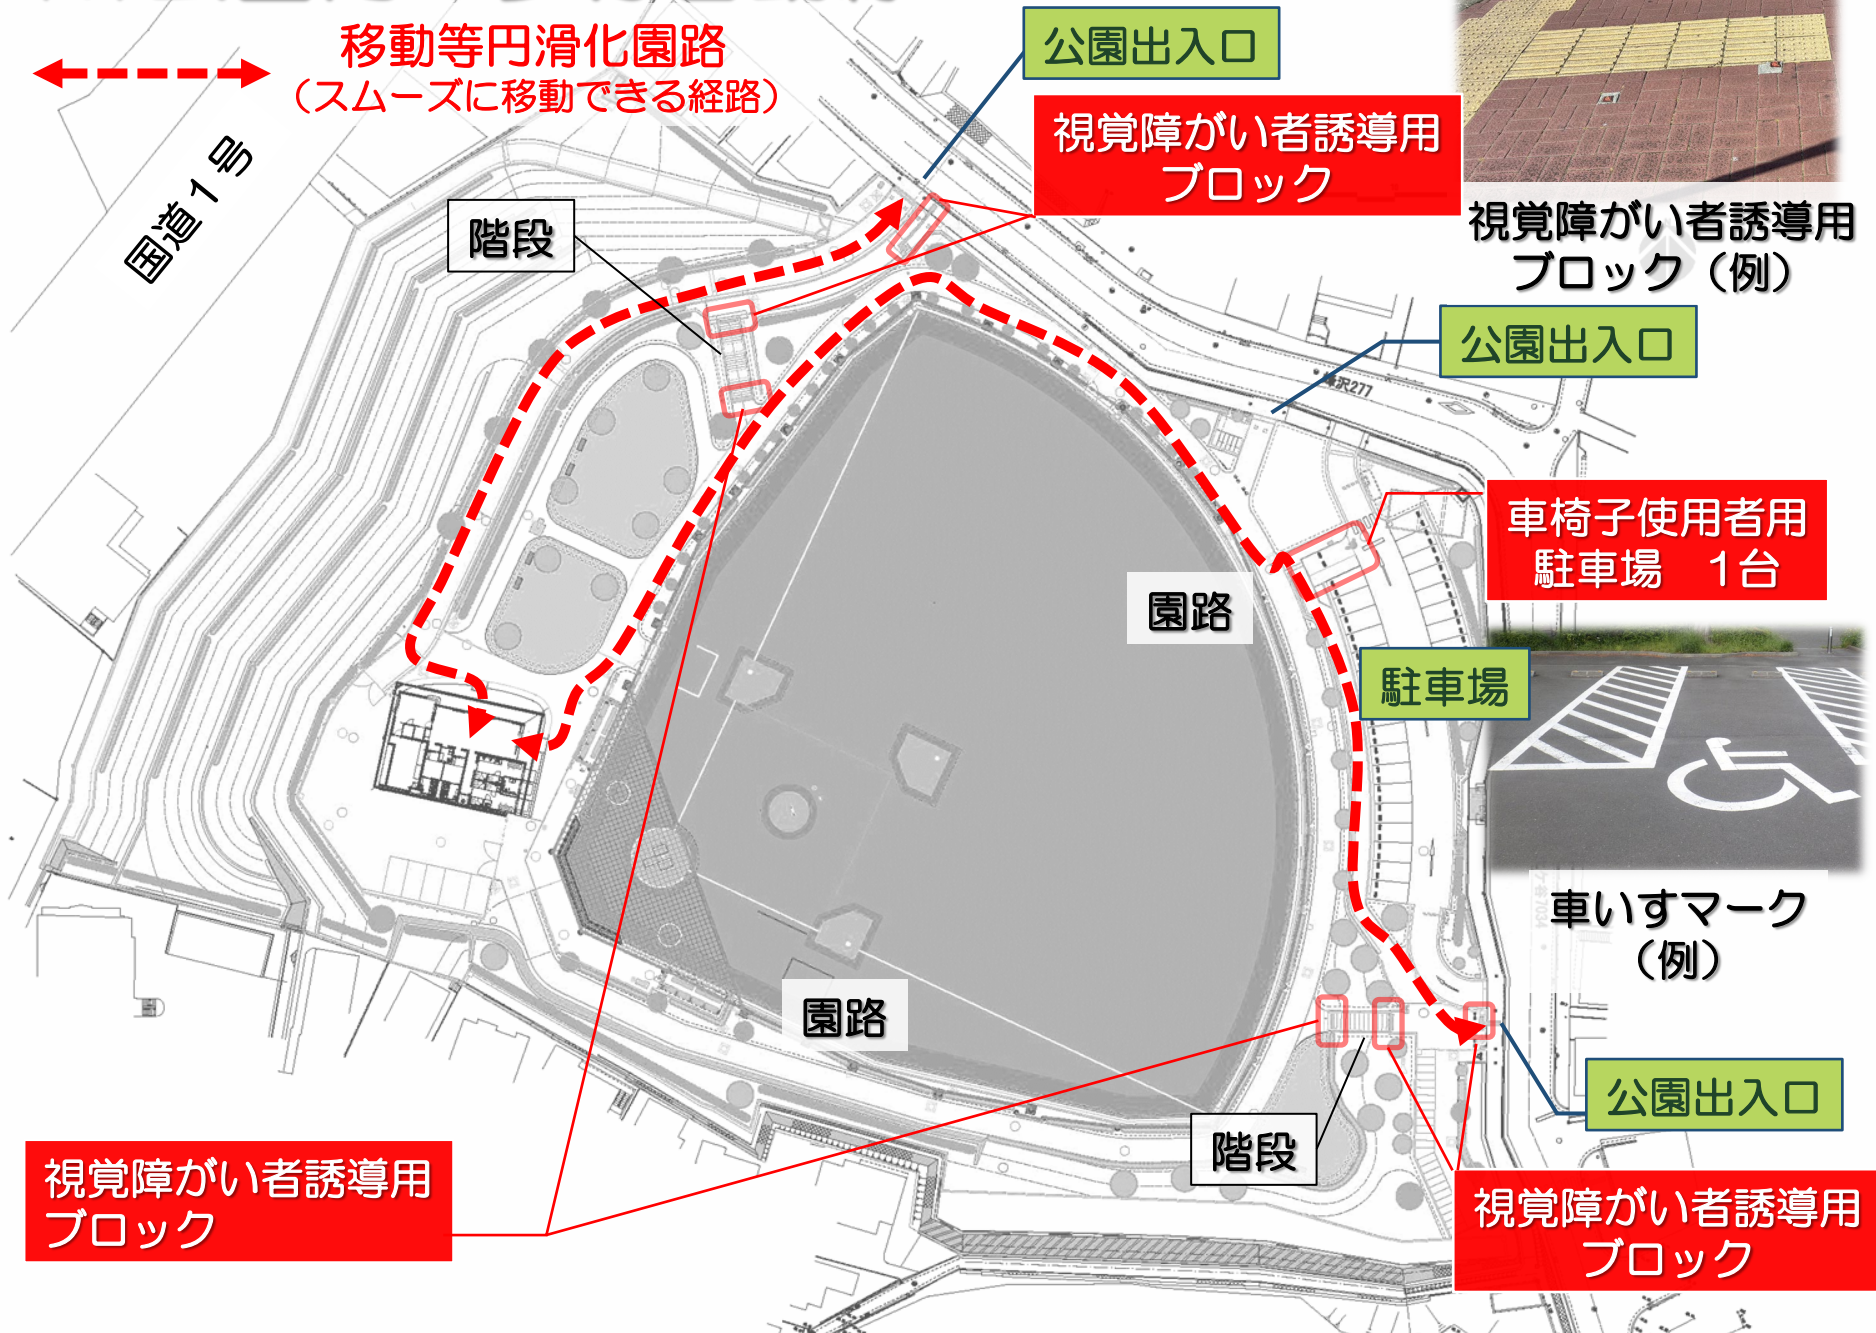 移動等円滑化園路
（スムーズに移動できる経路）
国道１号
公園出入口
視覚障がい者誘導用
ブロック
視覚障がい者誘導用
ブロック（例）
階段
公園出入口
車椅子使用者用
駐車場　1台
園路
駐車場
車いすマーク
（例）
園路
公園出入口
階段
視覚障がい者誘導用
ブロック
視覚障がい者誘導用
ブロック